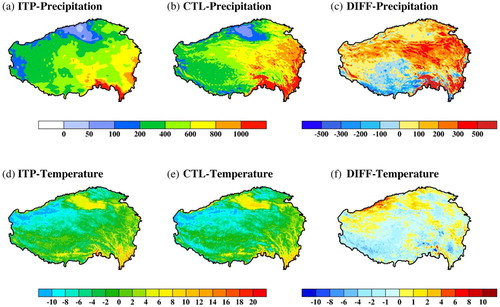 (a) ITP-Precipitation
(b) CTL-Precipitation
(c) DIFF-Precipitation
0 50 100 200 400 600 800 1000
-500 -300 -200 -100 0 100 200 300 500
(d) ITP-Temperature
(e) CTL-Temperature
(f) DIFF-Temperature
-10 -8 -6 -4 -2 0 2 4 6 8 10 12 16 18 20
-10 -8 -6 -4 -2 0 1 2 4 6 8 10